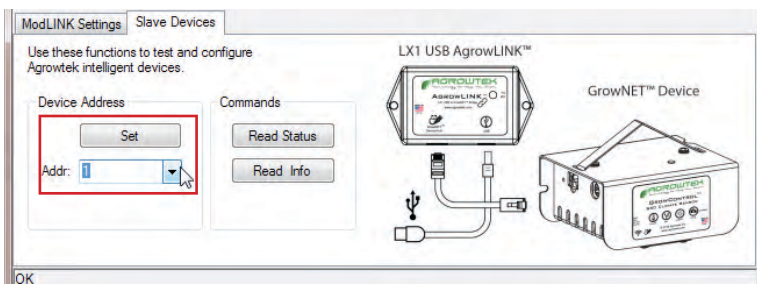 ModLINK Settings
Slave Devices
Use these functions to test and configure
Agrowtek intelligent devices.
Device Address
Set
Addr:
1
Commands
Read Status
Read Info
LX1 USB AgrowLINK™
AGROWTEK
AGROWLINK
GrowNET™ Device
AGROWTEK
GROWCONTROL
OK